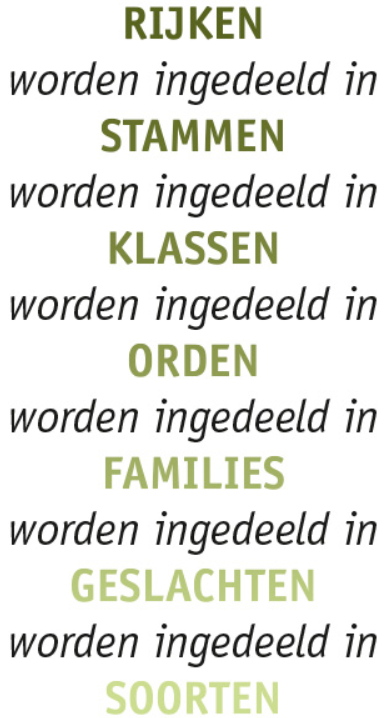 RIJKEN
worden ingedeeld in
STAMMEN
worden ingedeeld in
KLASSEN
worden ingedeeld in
ORDEN
worden ingedeeld in
FAMILIES
worden ingedeeld in
GESLACHTEN
worden ingedeeld in
SOORTEN